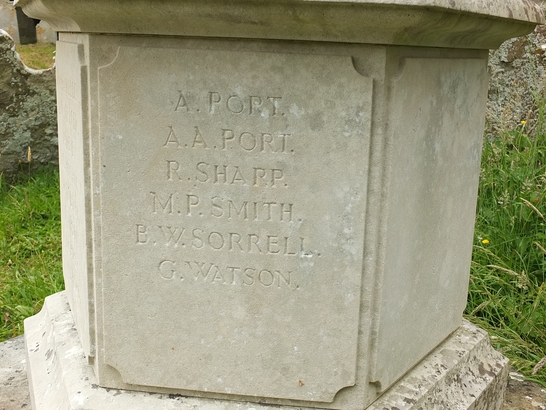 A. PORT.
A. A. PORT.
R. SHARP.
M. P. SMITH.
B. W. SORRELL.
G. WATSON.